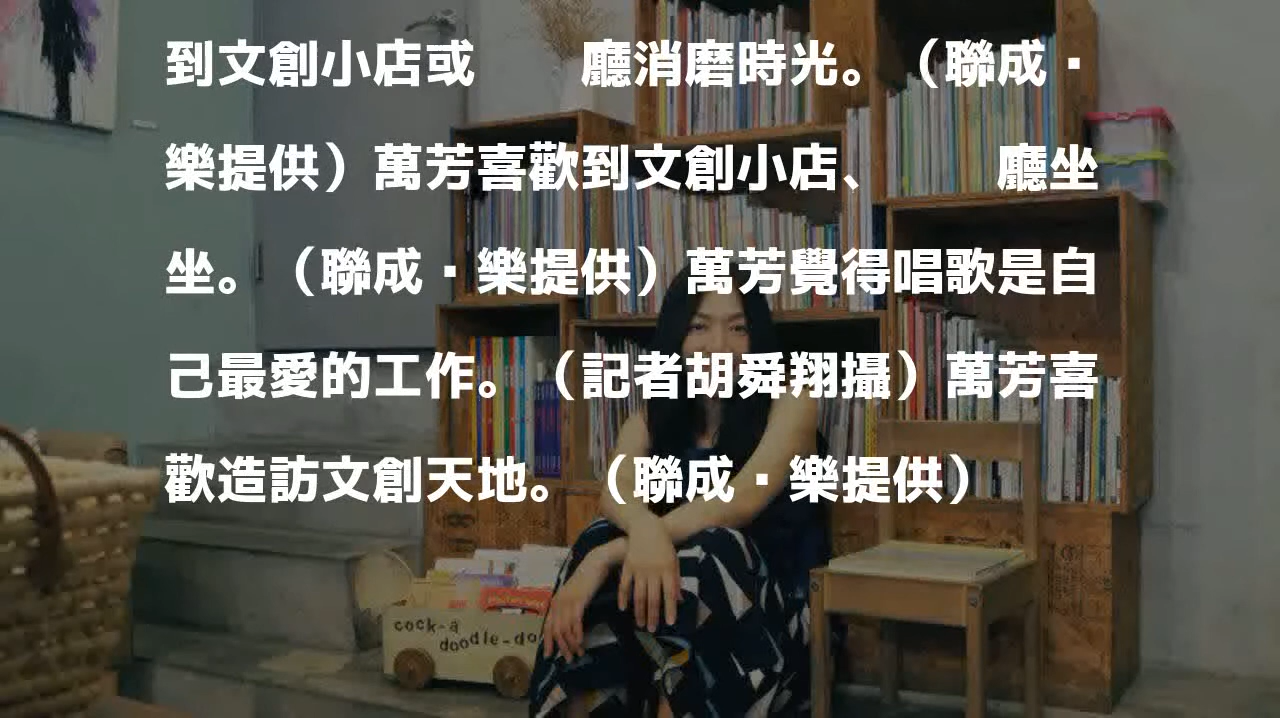 到文創小店或　　廳消磨時光。（聯成‧
樂提供）萬芳喜歡到文創小店、　　廳坐
坐。（聯成‧樂提供）萬芳覺得唱歌是自
己最愛的工作。（記者胡舜翔攝）萬芳喜
歡造訪文創天地。（聯成‧樂提供）
cock-a
doodle-do